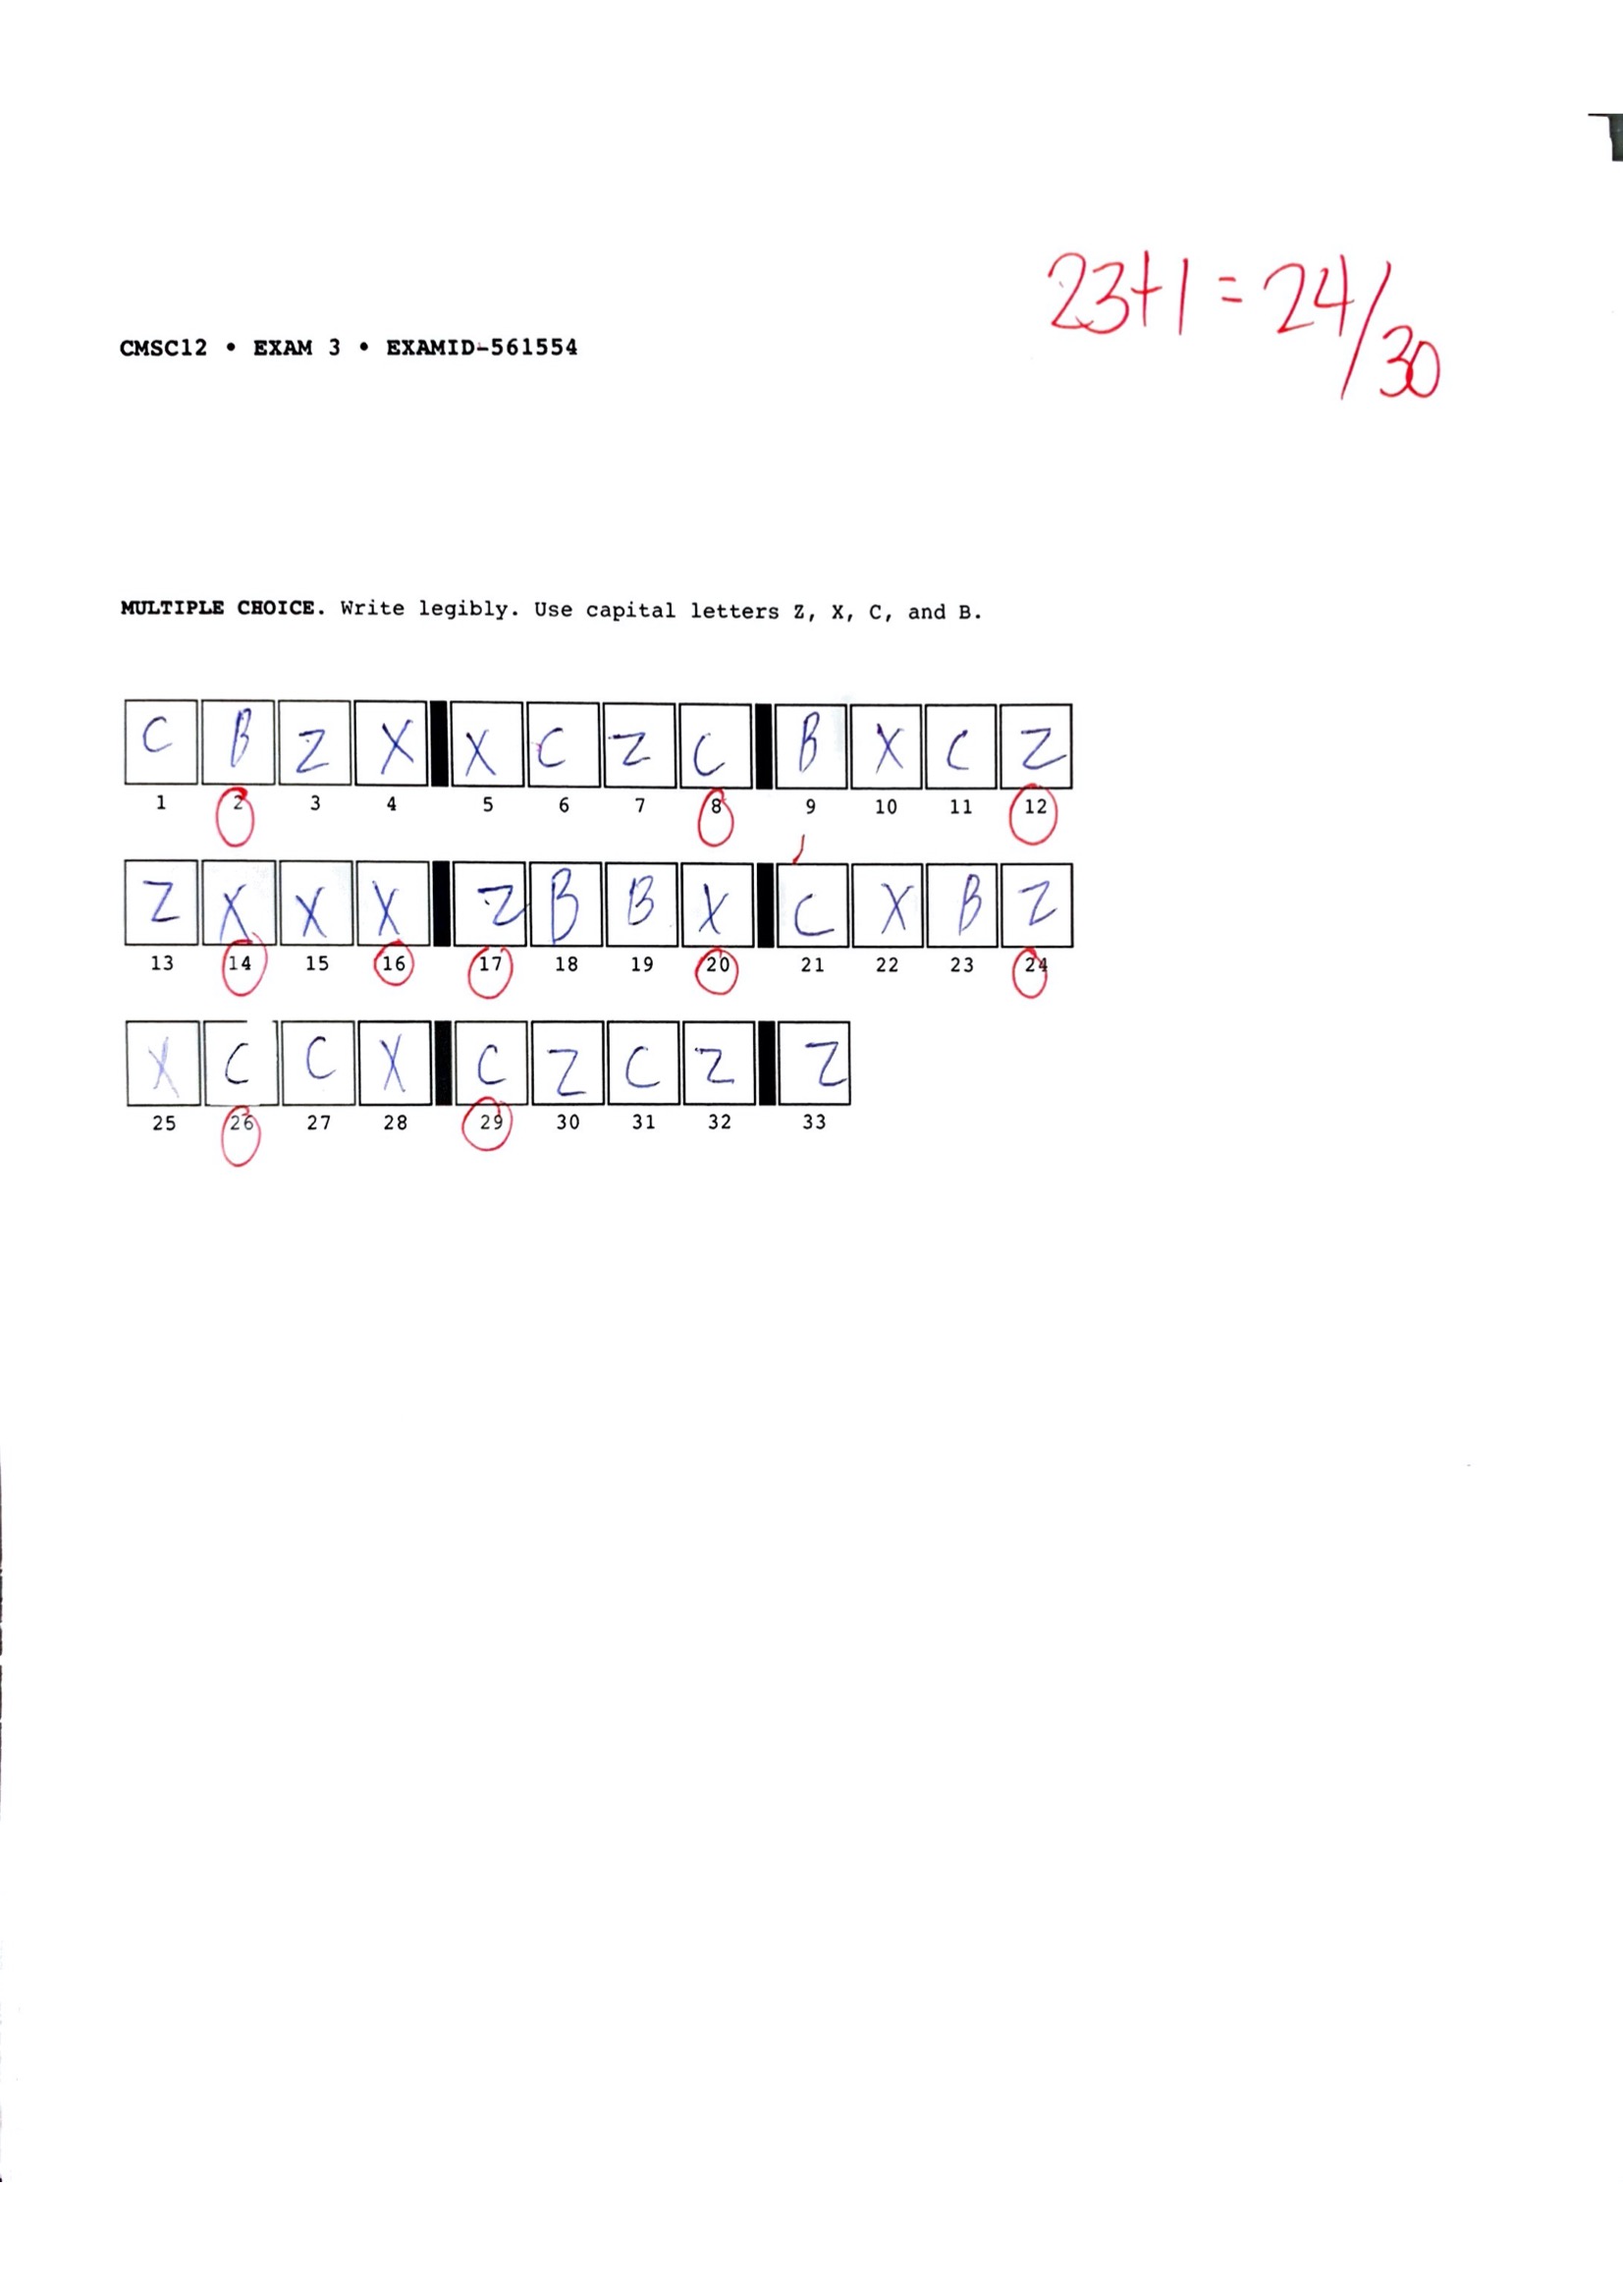 23+1 = 24/30
CMSC12 • EXAM 3 • EXAMID-561554
MULTIPLE CHOICE. Write legibly. Use capital letters Z, X, C, and B.
C B Z X X C Z C B X C Z
1 2 3 4 5 6 7 8 9 10 11 12
Z X X X Z B B X C X B Z
13 14 15 16 17 18 19 20 21 22 23 24
X C C X C Z C Z Z
25 26 27 28 29 30 31 32 33